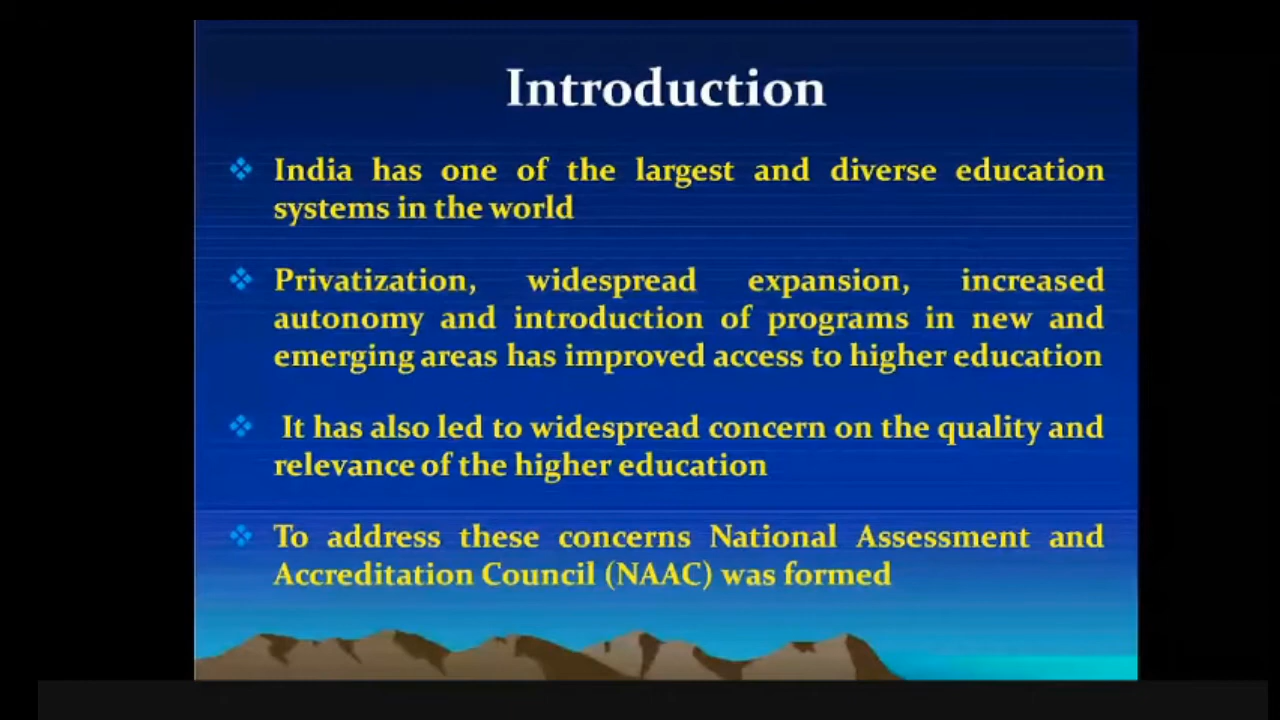 Introduction
India has one of the largest and diverse education
systems in the world
Privatization, widespread expansion, increased
autonomy and introduction of programs in new and
emerging areas has improved access to higher education
It has also led to widespread concern on the quality and
relevance of the higher education
To address these concerns National Assessment and
Accreditation Council (NAAC) was formed